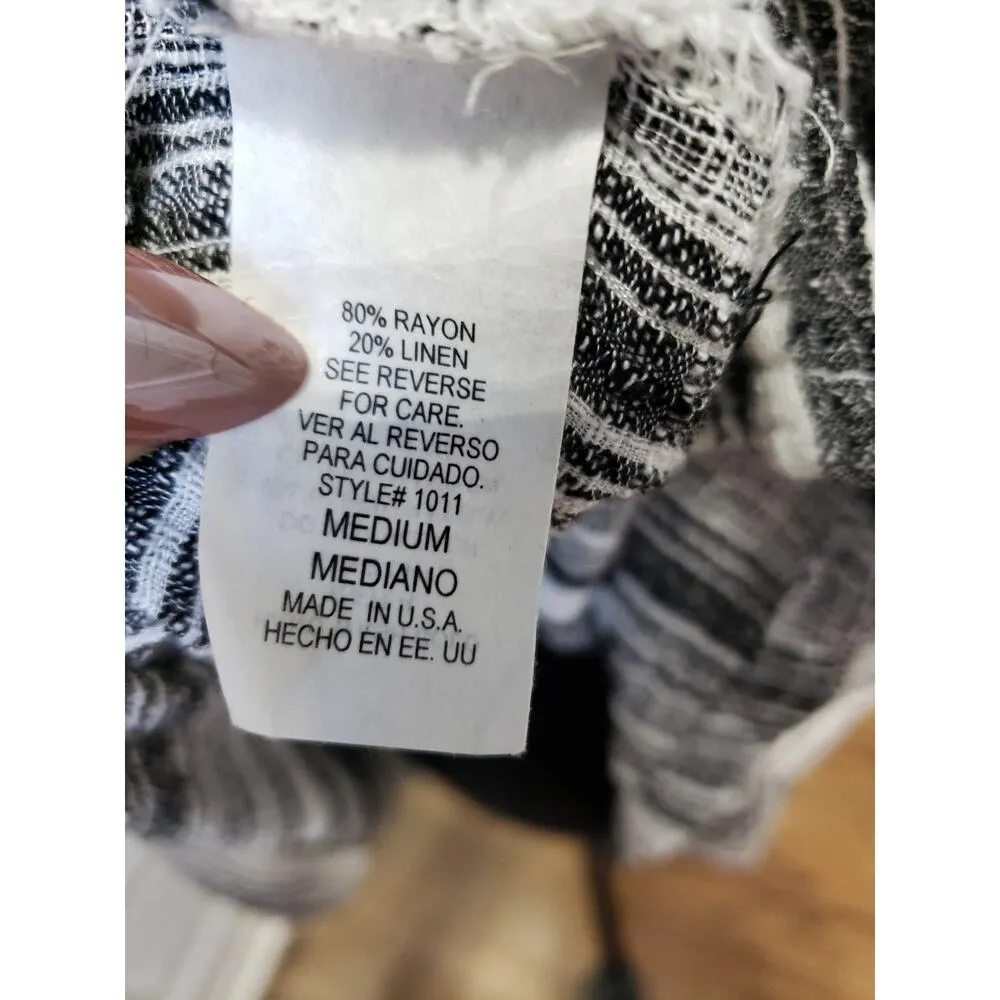 80% RAYON
20% LINEN
SEE REVERSE
FOR CARE.
VER AL REVERSO
PARA CUIDADO.
STYLE# 1011
MEDIUM
MEDIANO
MADE IN U.S.A.
HECHO EN EE. UU